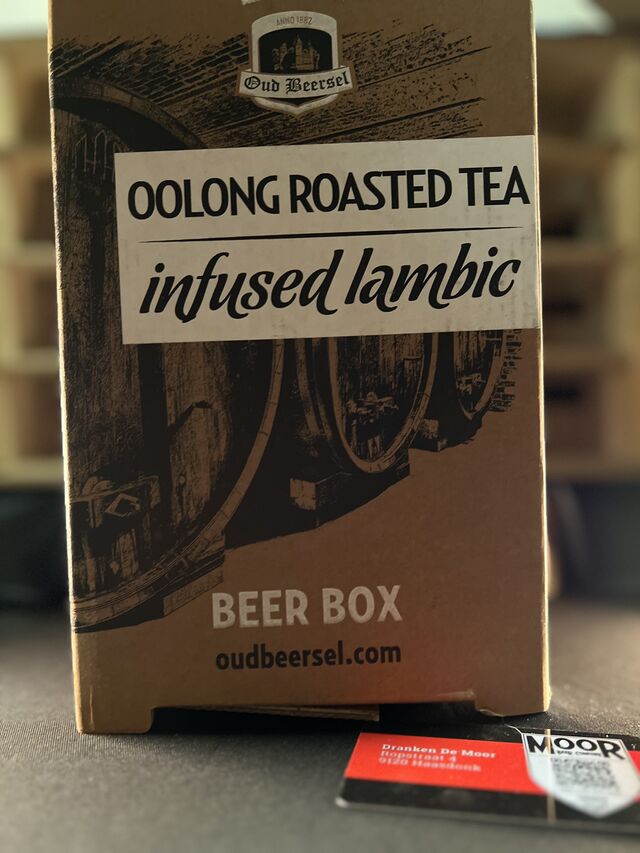 ANNO 1882
Oud Beersel
OOLONG ROASTED TEA
infused lambic
BEER BOX
oudbeersel.com
Dranken De Moor
Ropstraat 4
9120 Haasdonk
MOOR